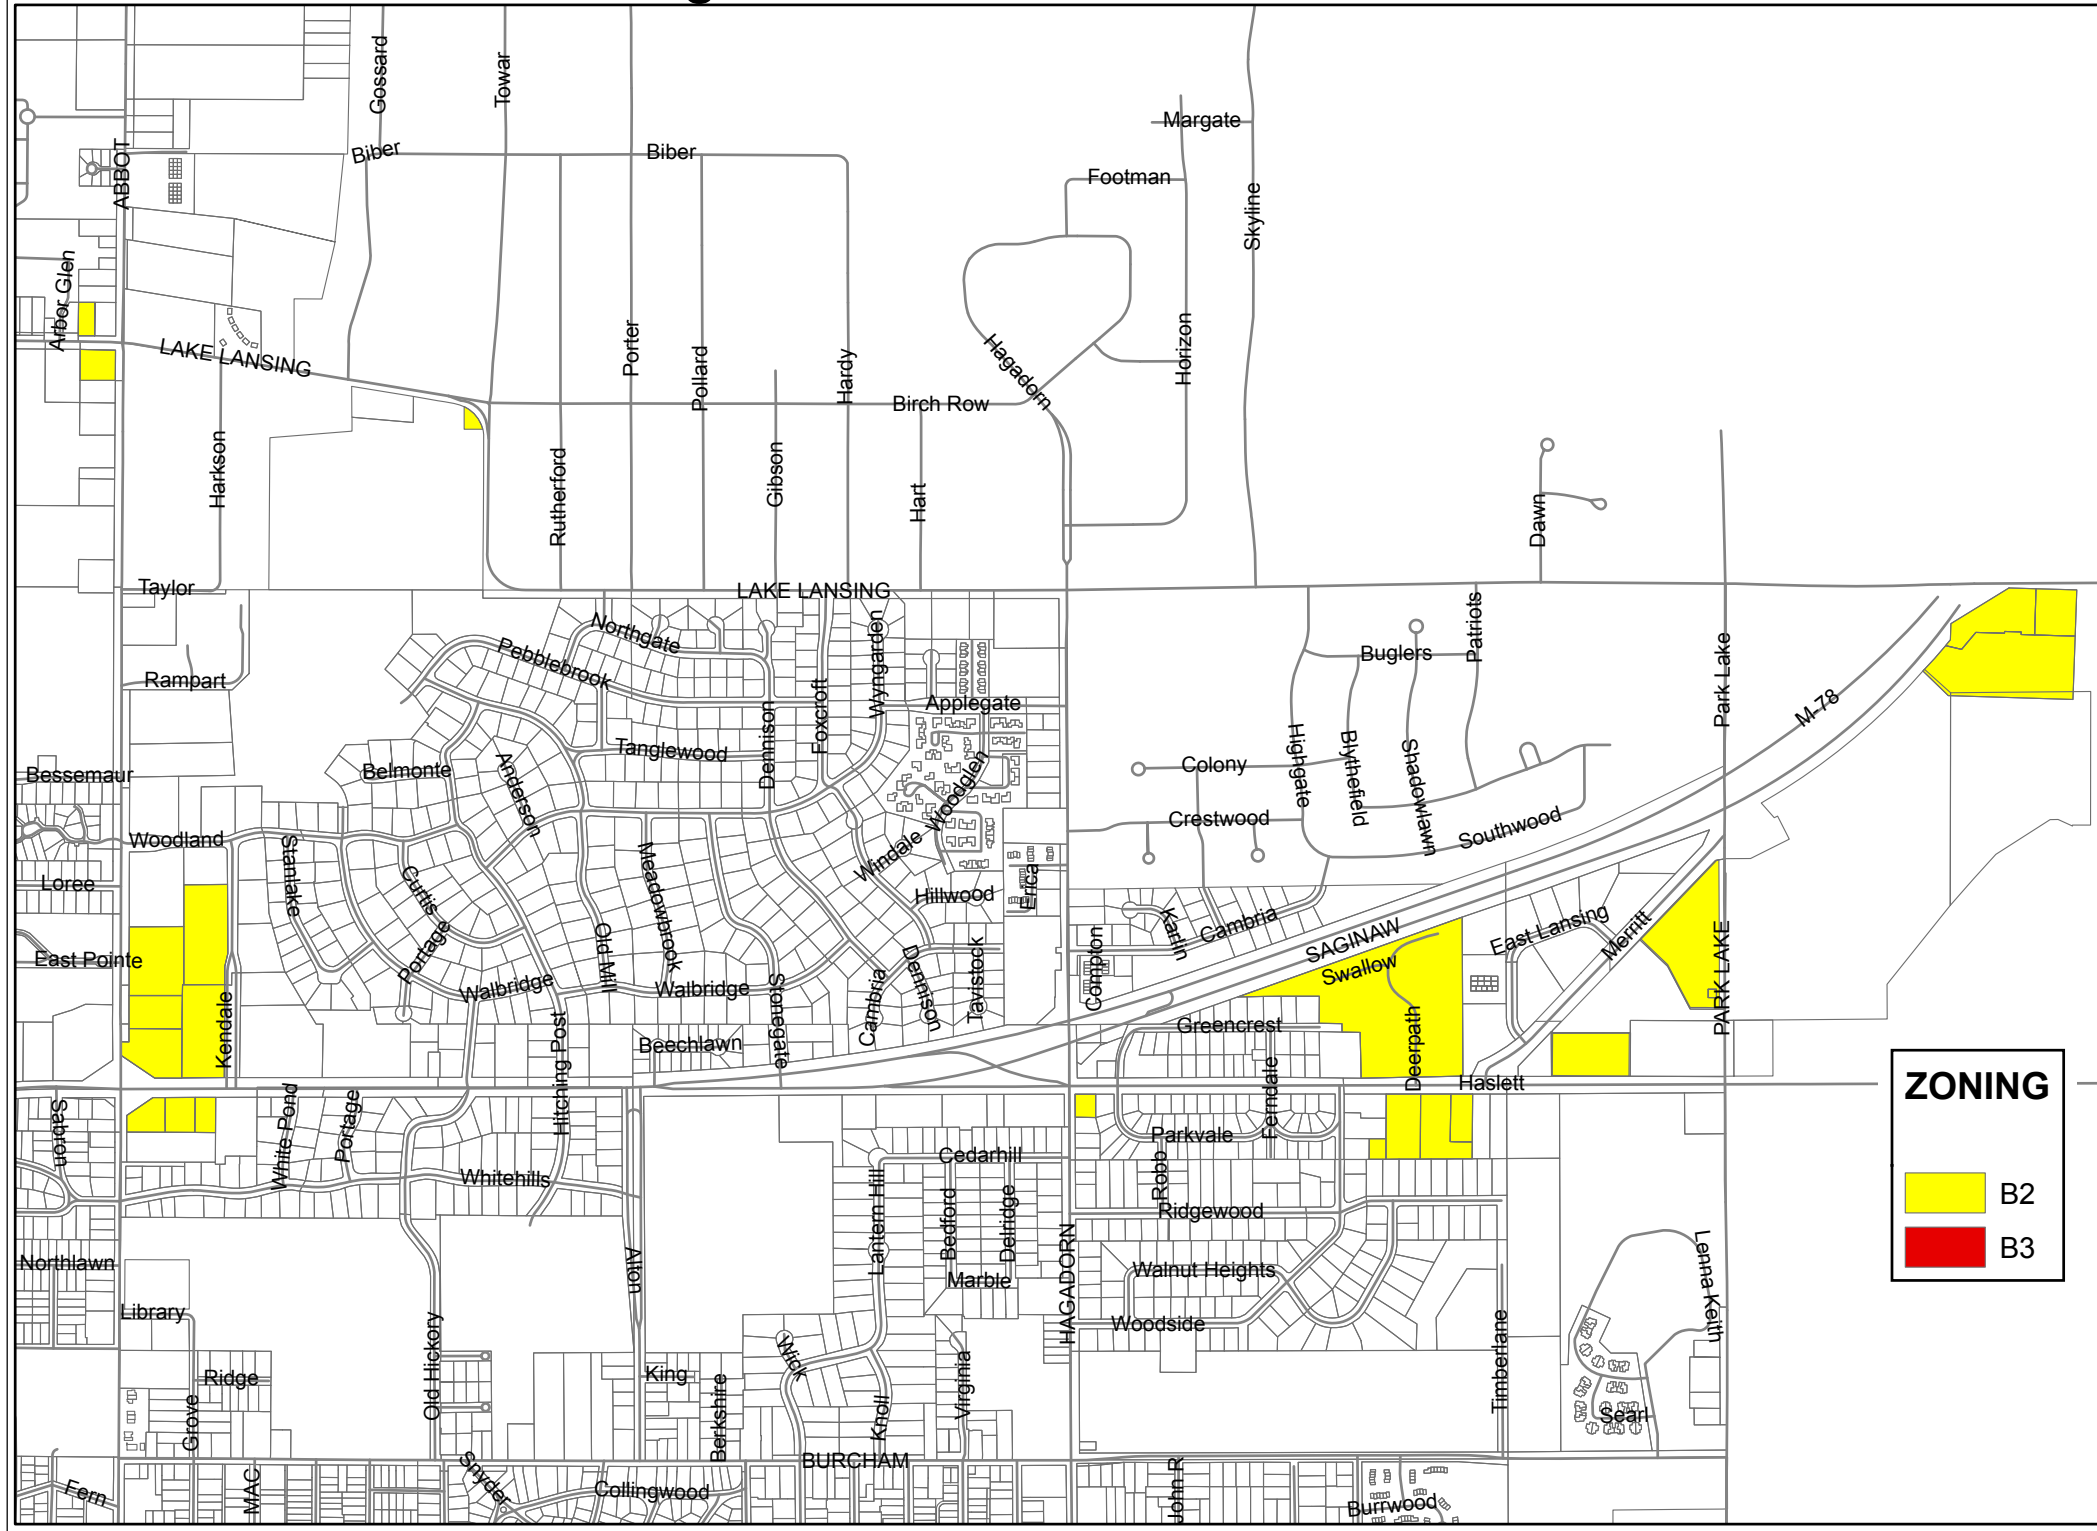 Gossard
Towar
Margate
ABBOT
Biber
Biber
Footman
Skyline
Arbor Glen
LAKE LANSING
Porter
Pollard
Hardy
Hagadorn
Horizon
Birch Row
Harkson
Rutherford
Gibson
Hart
Dawn
Taylor
LAKE LANSING
Northgate
Pebblebrook
Wyngarden
Patriots
Buglers
Park Lake
Rampart
Foxcroft
Applegate
Dennison
M-78
Tanglewood
Bessemaur
Belmonte
Anderson
Woodglen
Colony
Highgate
Blythefield
Shadowlawn
Crestwood
Southwood
Woodland
Stanlake
Meadowbrook
Windale
Loree
Curtis
Hillwood
Erica
Karlin
Cambria
SAGINAW
East Lansing
Merritt
East Pointe
Portage
Old Mill
Dennison
Tavistock
Compton
Swallow
PARK LAKE
Kendale
Walbridge
Walbridge
Stonegate
Cambria
Hitching Post
Beechlawn
Greencrest
Deerpath
Haslett
Ferndale
Sabron
White Pond
Portage
Parkvale
Robb
Cedarhill
Whitehills
Lantern Hill
Bedford
Delridge
Ridgewood
HAGADORN
Northlawn
Alton
Marble
Walnut Heights
Lenna Keith
Library
Old Hickory
Woodside
Timberlane
Wick
Ridge
King
Berkshire
Knoll
Virginia
Grove
Searl
BURCHAM
Snyder
Fern
MAC
Collingwood
John R
Burrwood
ZONING
B2
B3